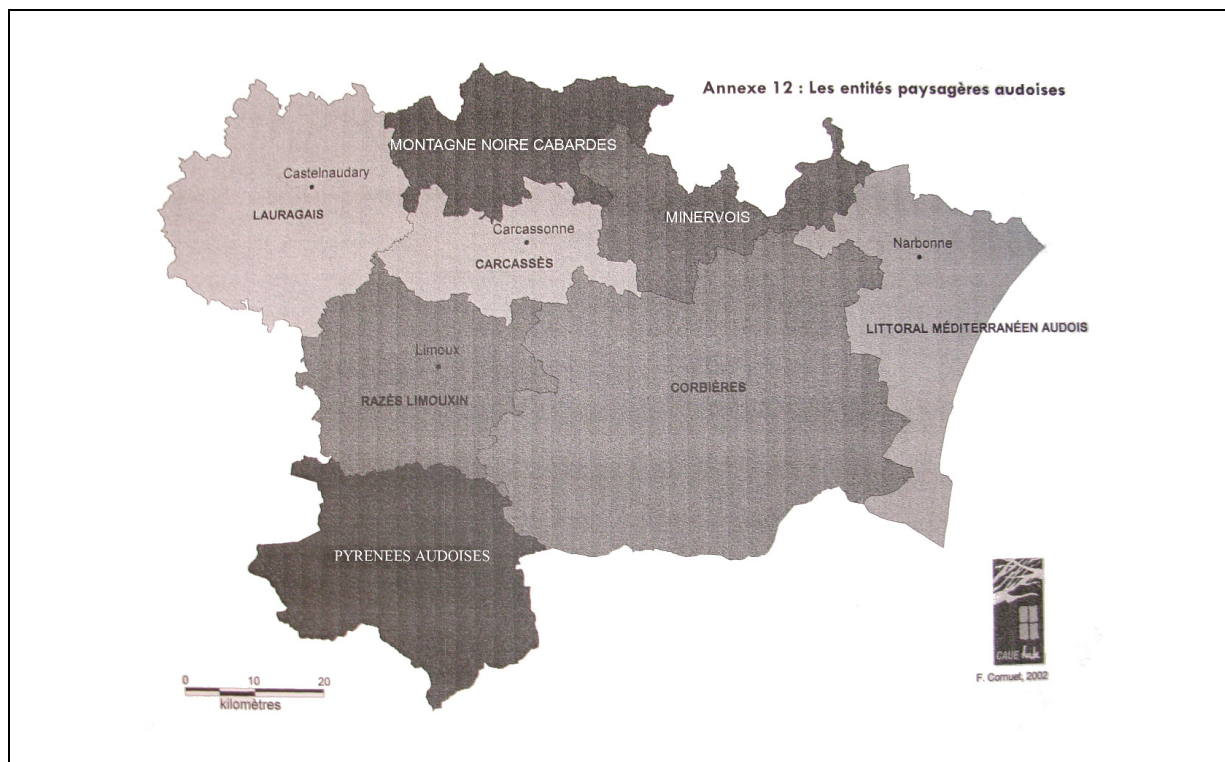 Annexe 12 : Les entités paysagères audoises
MONTAGNE NOIRE CABARDES
Castelnaudary
LAURAGAIS
MINERVOIS
Carcassonne
CARCASSÈS
Narbonne
LITTORAL MÉDITERRANÉEN AUDOIS
Limoux
RAZÈS LIMOUXIN
CORBIÈRES
PYRENEES AUDOISES
0 10 20
kilomètres
CAUE
F. Cornuet, 2002